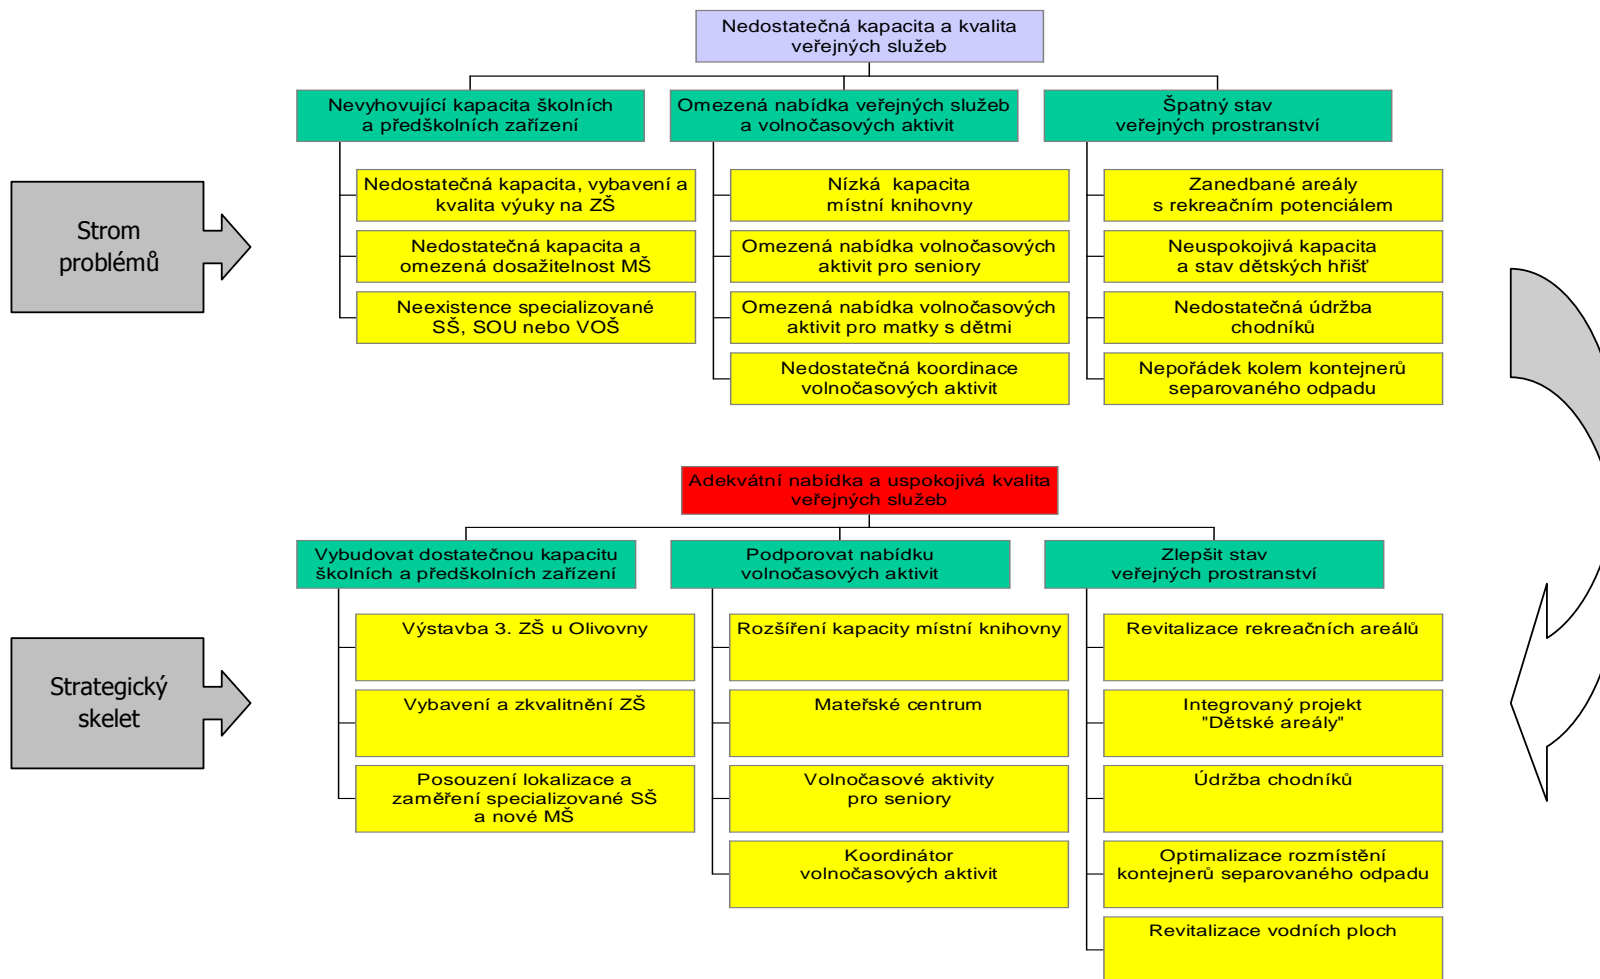 Nedostatečná kapacita a kvalita
veřejných služeb
Nevyhovující kapacita školních
a předškolních zařízení
Omezená nabídka veřejných služeb
a volnočasových aktivit
Špatný stav
veřejných prostranství
Strom
problémů
Nedostatečná kapacita, vybavení a
kvalita výuky na ZŠ
Nedostatečná kapacita a
omezená dosažitelnost MŠ
Neexistence specializované
SŠ, SOU nebo VOŠ
Nízká kapacita
místní knihovny
Omezená nabídka volnočasových
aktivit pro seniory
Omezená nabídka volnočasových
aktivit pro matky s dětmi
Nedostatečná koordinace
volnočasových aktivit
Zanedbané areály
s rekreačním potenciálem
Neuspokojivá kapacita
a stav dětských hřišť
Nedostatečná údržba
chodníků
Nepořádek kolem kontejnerů
separovaného odpadu
Adekvátní nabídka a uspokojivá kvalita
veřejných služeb
Vybudovat dostatečnou kapacitu
školních a předškolních zařízení
Podporovat nabídku
volnočasových aktivit
Zlepšit stav
veřejných prostranství
Strategický
skelet
Výstavba 3. ZŠ u Olivovny
Vybavení a zkvalitnění ZŠ
Posouzení lokalizace a
zaměření specializované SŠ
a nové MŠ
Rozšíření kapacity místní knihovny
Mateřské centrum
Volnočasové aktivity
pro seniory
Koordinátor
volnočasových aktivit
Revitalizace rekreačních areálů
Integrovaný projekt
"Dětské areály"
Údržba chodníků
Optimalizace rozmístění
kontejnerů separovaného odpadu
Revitalizace vodních ploch